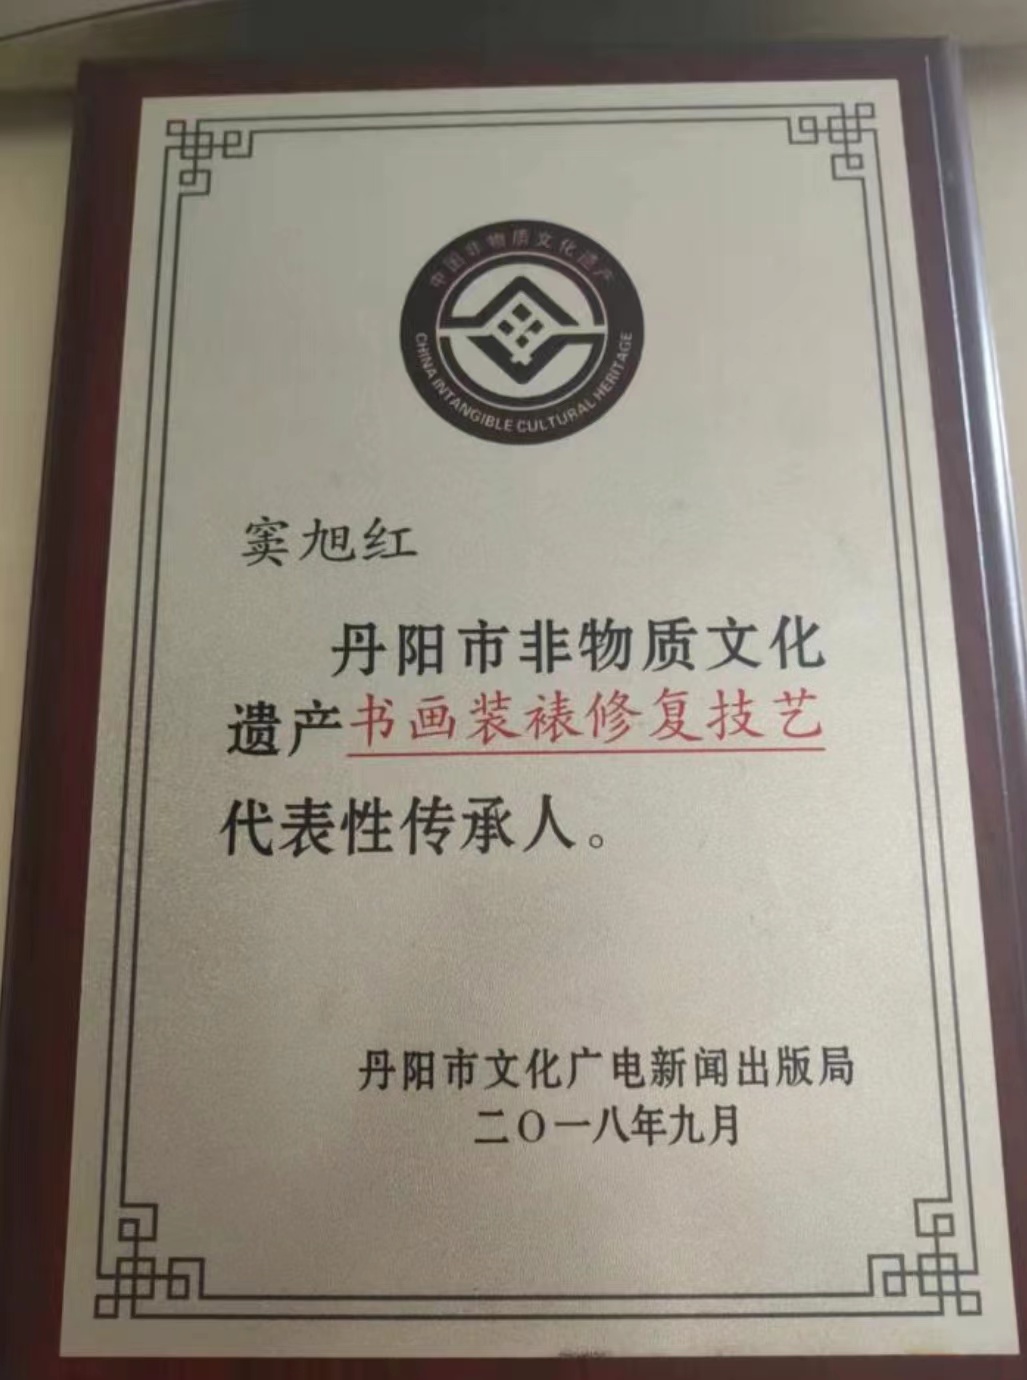 中国非物质文化遗产
CHINA INTANGIBLE CULTURAL HERITAGE
窦旭红
丹阳市非物质文化
遗产书画装裱修复技艺
代表性传承人。
丹阳市文化广电新闻出版局
二〇一八年九月